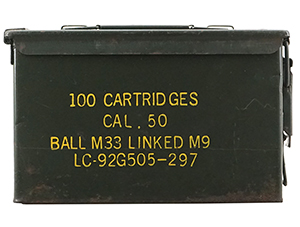 100 CARTRIDGES
CAL. 50
BALL M33 LINKED M9
LC-92G505-297